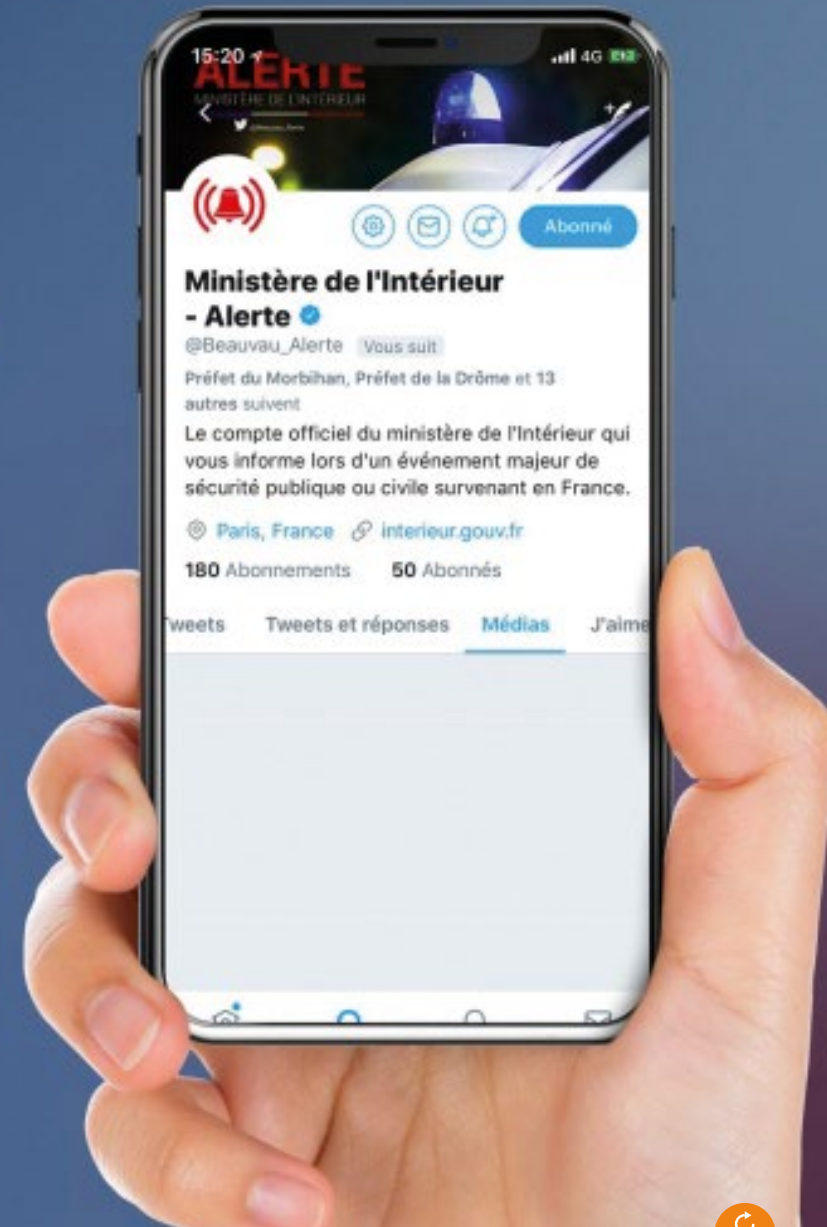 15:20
4G
ALERTE
MINISTÈRE DE L'INTÉRIEUR
Abonné
Ministère de l'Intérieur
- Alerte
@Beauvau_Alerte Vous suit
Préfet du Morbihan, Préfet de la Drôme et 13
autres suivent
Le compte officiel du ministère de l'Intérieur qui
vous informe lors d'un événement majeur de
sécurité publique ou civile survenant en France.
Paris, France interieur.gouv.fr
180 Abonnements 50 Abonnés
Tweets Tweets et réponses Médias J'aime